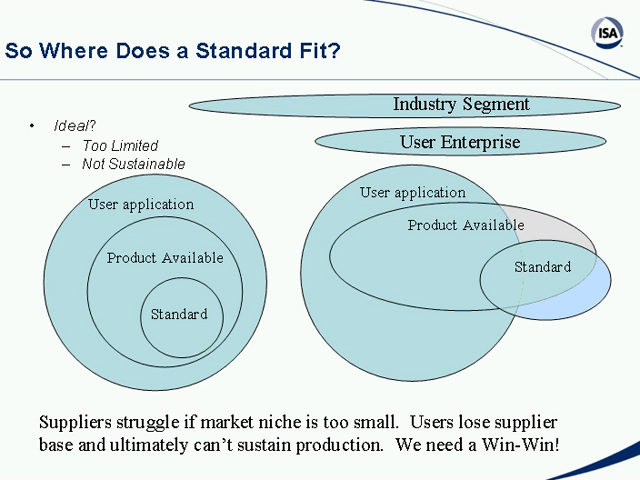 So Where Does a Standard Fit?
ISA
Industry Segment
• Ideal?
– Too Limited
– Not Sustainable
User Enterprise
User application
Product Available
Standard
User application
Product Available
Standard
Suppliers struggle if market niche is too small. Users lose supplier
base and ultimately can't sustain production. We need a Win-Win!